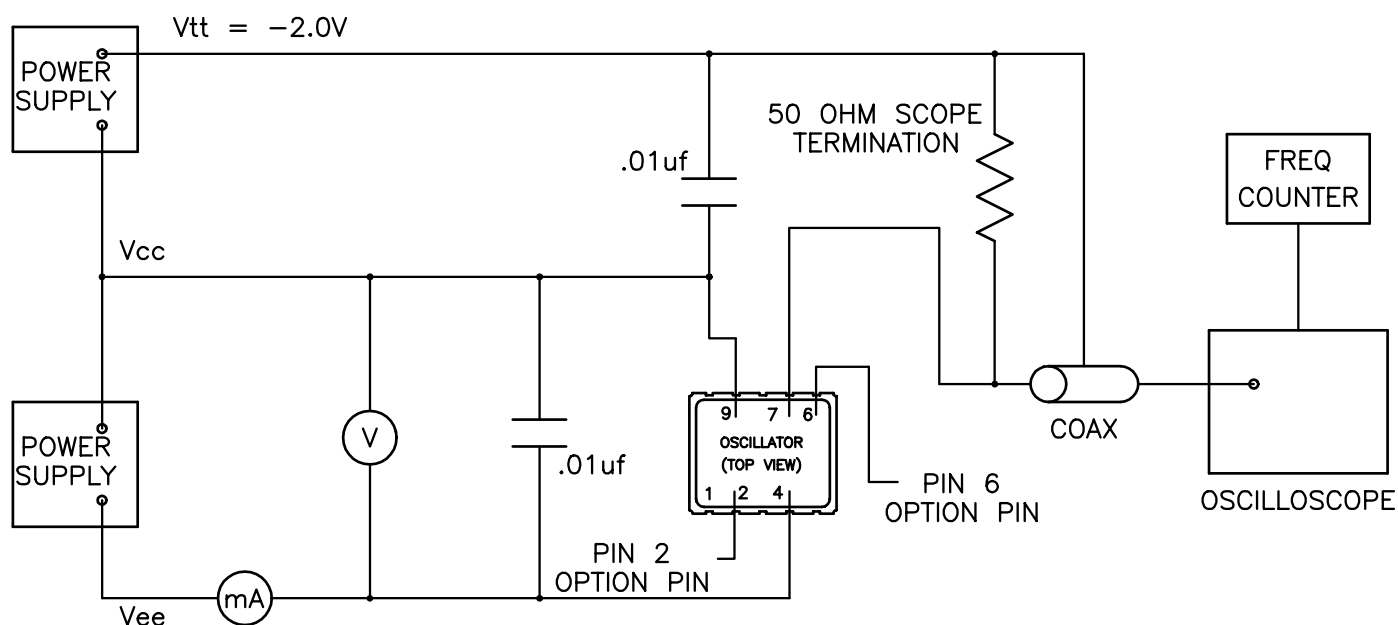 Vtt = -2.0V
POWER
SUPPLY
50 OHM SCOPE
TERMINATION
.01uf
FREQ
COUNTER
Vcc
9 7 6
OSCILLATOR
(TOP VIEW)
1 2 4
POWER
SUPPLY
V
.01uf
COAX
PIN 6
OPTION PIN
OSCILLOSCOPE
PIN 2
OPTION PIN
mA
Vee